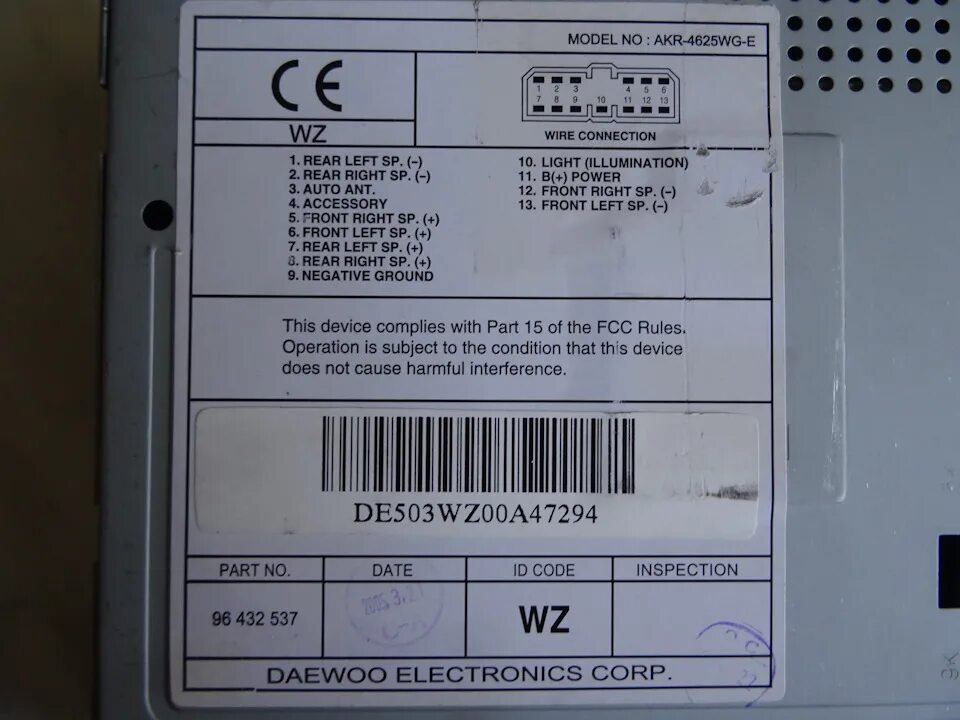 MODEL NO : AKR-4625WG-E
CE
WZ
1 2 3 4 5 6
7 8 9 10 11 12 13
WIRE CONNECTION
1. REAR LEFT SP. (-)
2. REAR RIGHT SP. (-)
3. AUTO ANT.
4. ACCESSORY
5. FRONT RIGHT SP. (+)
6. FRONT LEFT SP. (+)
7. REAR LEFT SP. (+)
8. REAR RIGHT SP. (+)
9. NEGATIVE GROUND
10. LIGHT (ILLUMINATION)
11. B(+) POWER
12. FRONT RIGHT SP. (-)
13. FRONT LEFT SP. (-)
This device complies with Part 15 of the FCC Rules.
Operation is subject to the condition that this device
does not cause harmful interference.
DE503WZ00A47294
PART NO. DATE ID CODE INSPECTION
96 432 537 2005.3.21 WZ
DAEWOO ELECTRONICS CORP.